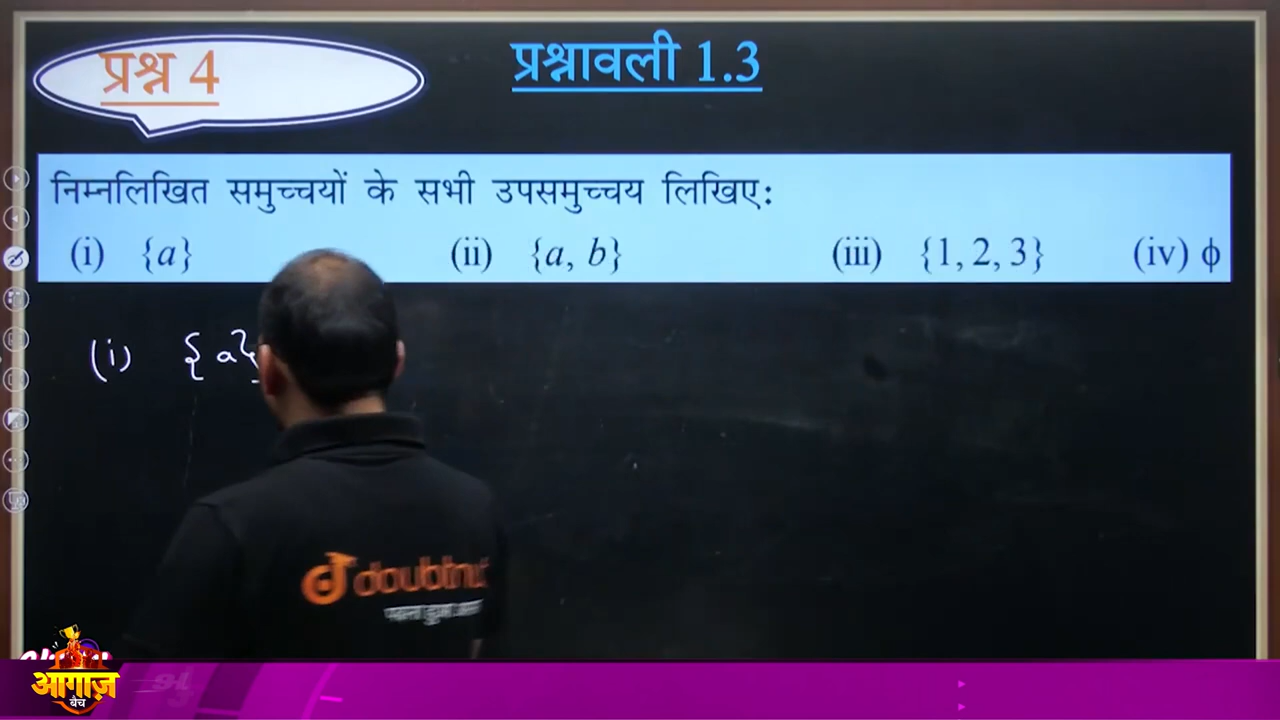 प्रश्न 4
प्रश्नावली 1.3
निम्नलिखित समुच्चयों के सभी उपसमुच्चय लिखिए:
(i) {a} (ii) {a, b} (iii) {1, 2, 3} (iv) ϕ
(i) {a}
doubtnut
आगाज़
बैच